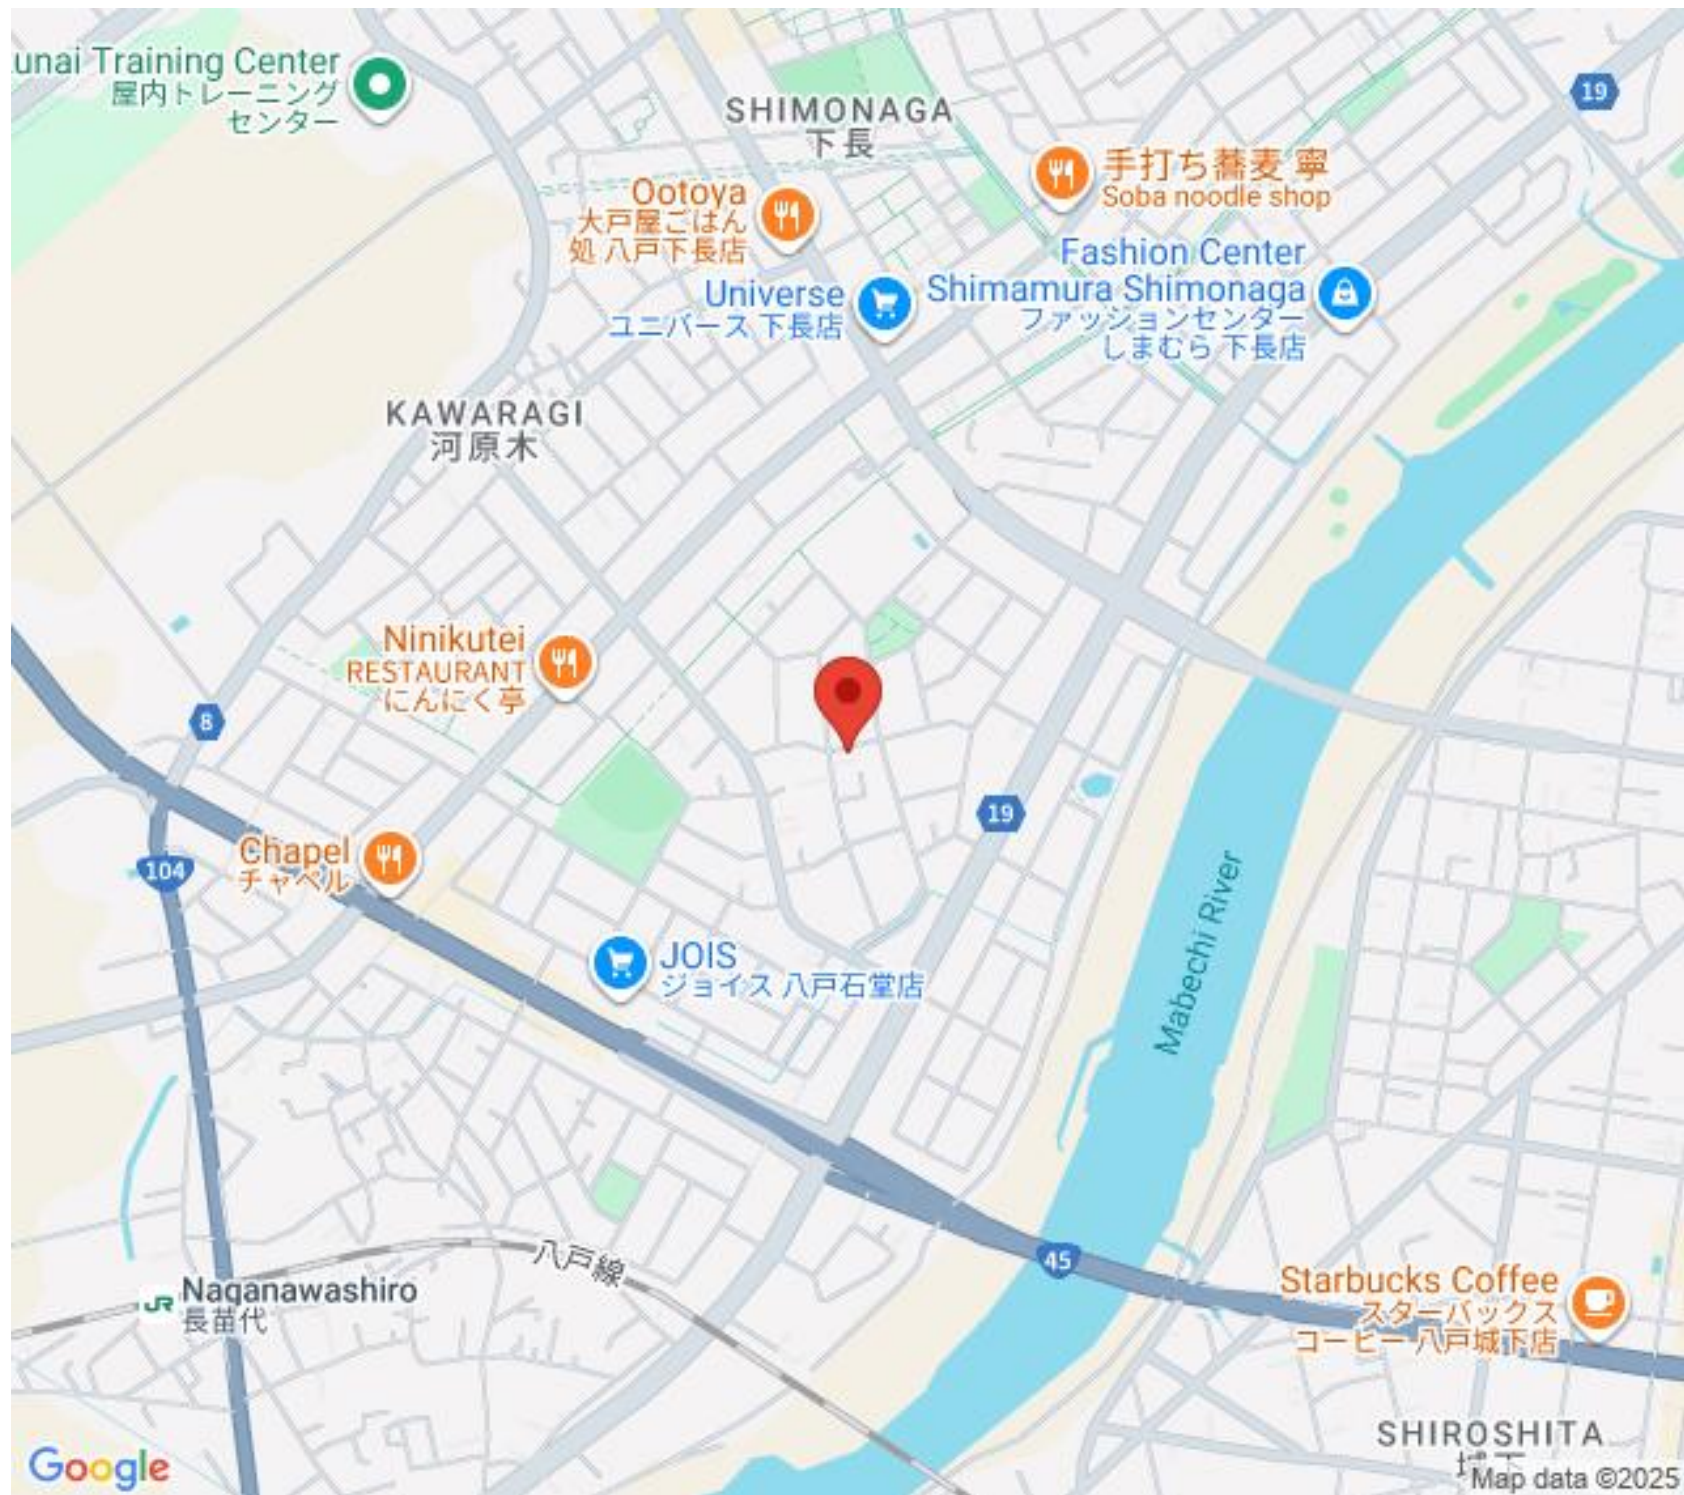 unai Training Center
屋内トレーニング
センター
SHIMONAGA
下長
19
手打ち蕎麦 寧
Soba noodle shop
Ootoya
大戸屋ごはん
処 八戸下長店
Fashion Center
Shimamura Shimonaga
ファッションセンター
しまむら 下長店
Universe
ユニバース 下長店
KAWARAGI
河原木
Ninikutei
RESTAURANT
にんにく亭
8
19
Chapel
チャペル
104
JOIS
ジョイス 八戸石堂店
Mabechi River
八戸線
45
Naganawashiro
長苗代
JR
Starbucks Coffee
スターバックス
コーヒー 八戸城下店
SHIROSHITA
Google
Map data ©2025